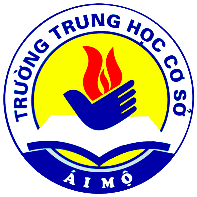 TRƯỜNG TRUNG HỌC CƠ SỞ
ÁI MỘ